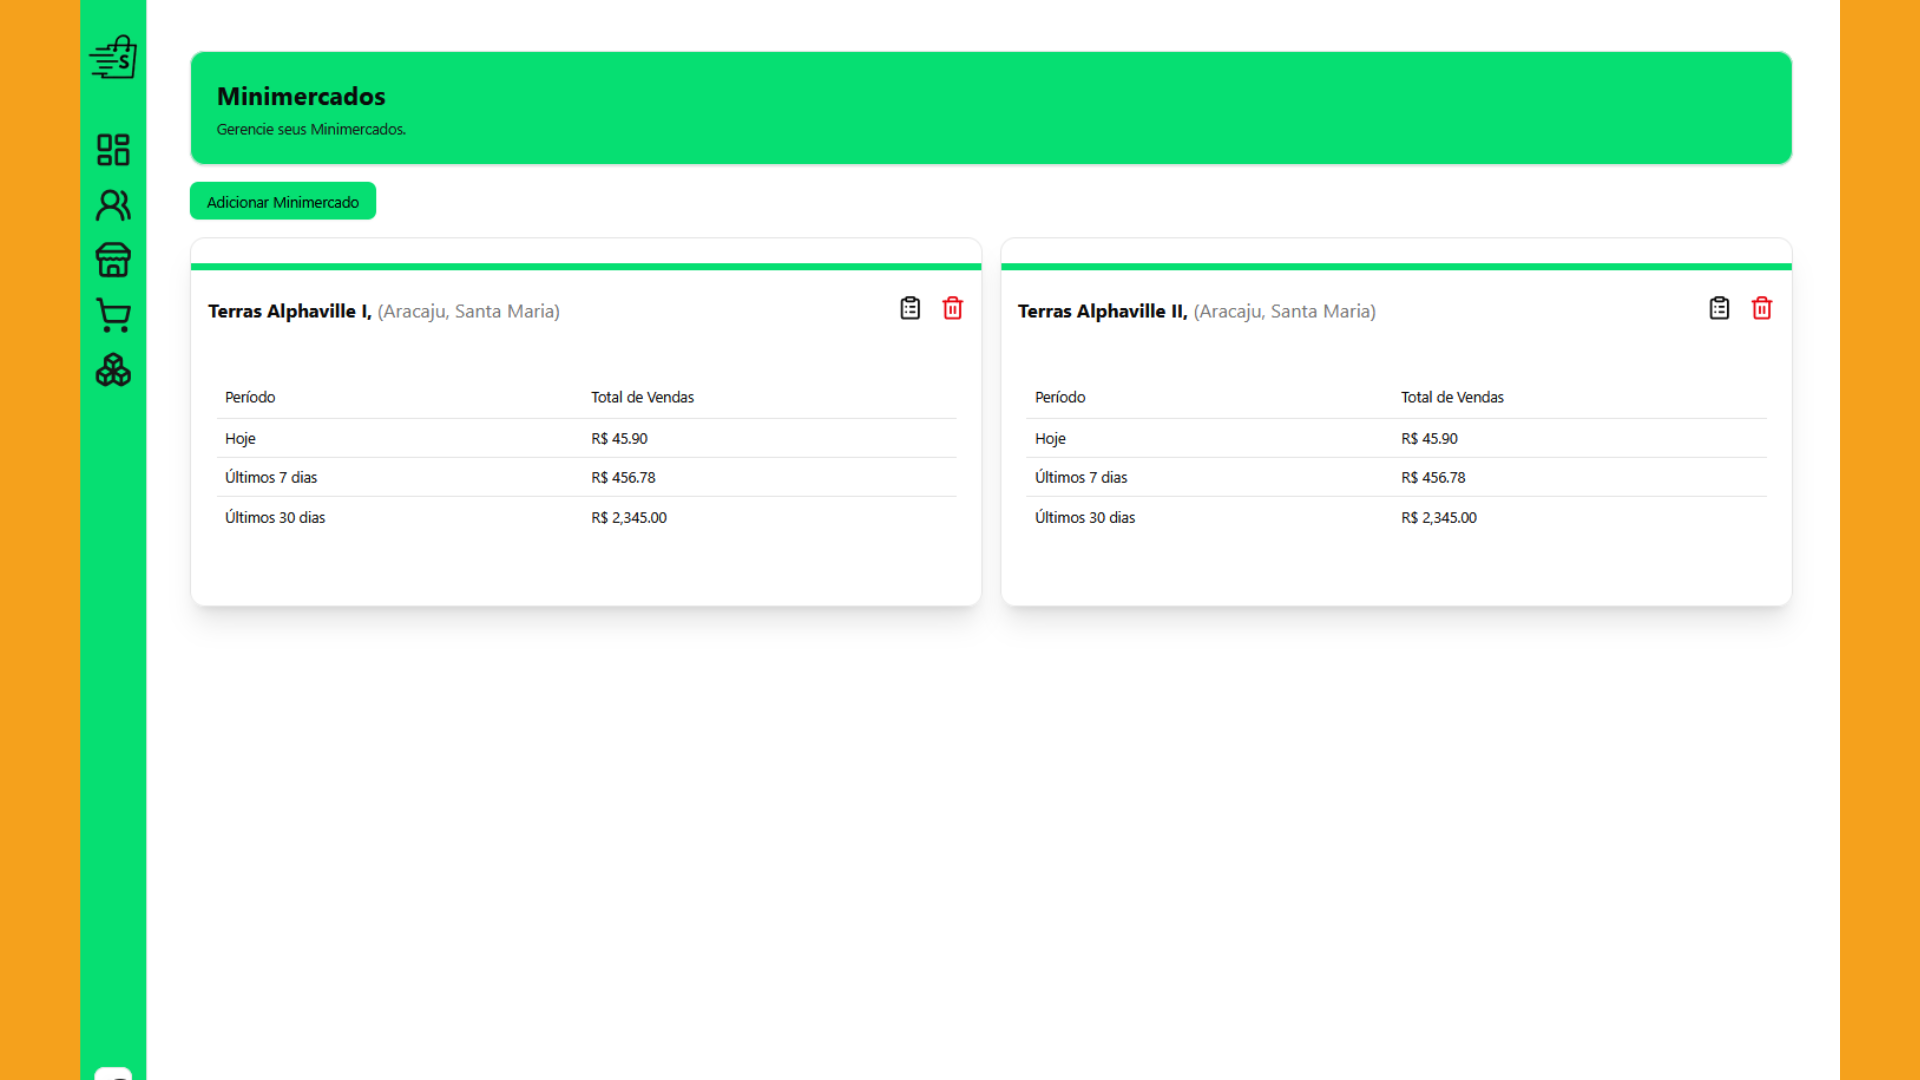 S
Minimercados
Gerencie seus Minimercados.
Adicionar Minimercado
Terras Alphaville I, (Aracaju, Santa Maria)
Período Total de Vendas
Hoje R$ 45.90
Últimos 7 dias R$ 456.78
Últimos 30 dias R$ 2,345.00
Terras Alphaville II, (Aracaju, Santa Maria)
Período Total de Vendas
Hoje R$ 45.90
Últimos 7 dias R$ 456.78
Últimos 30 dias R$ 2,345.00